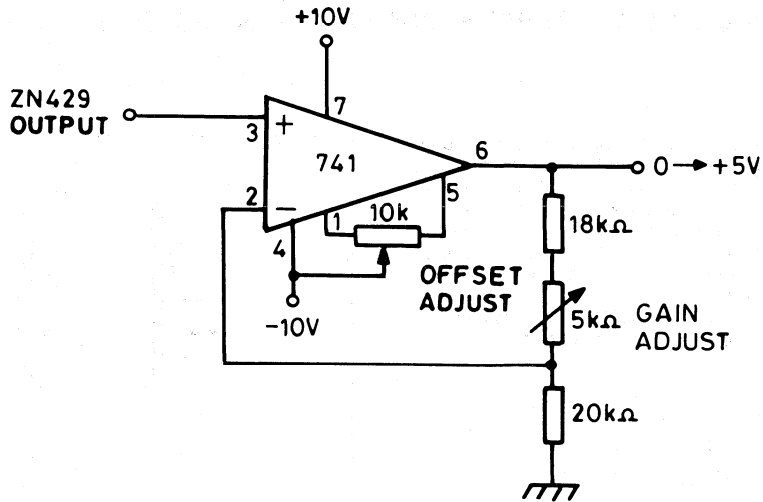 +10V
ZN429
OUTPUT
7
3
+
741
6
0→+5V
2
−
1
10k
5
4
18kΩ
OFFSET
ADJUST
5kΩ
GAIN
ADJUST
-10V
20kΩ